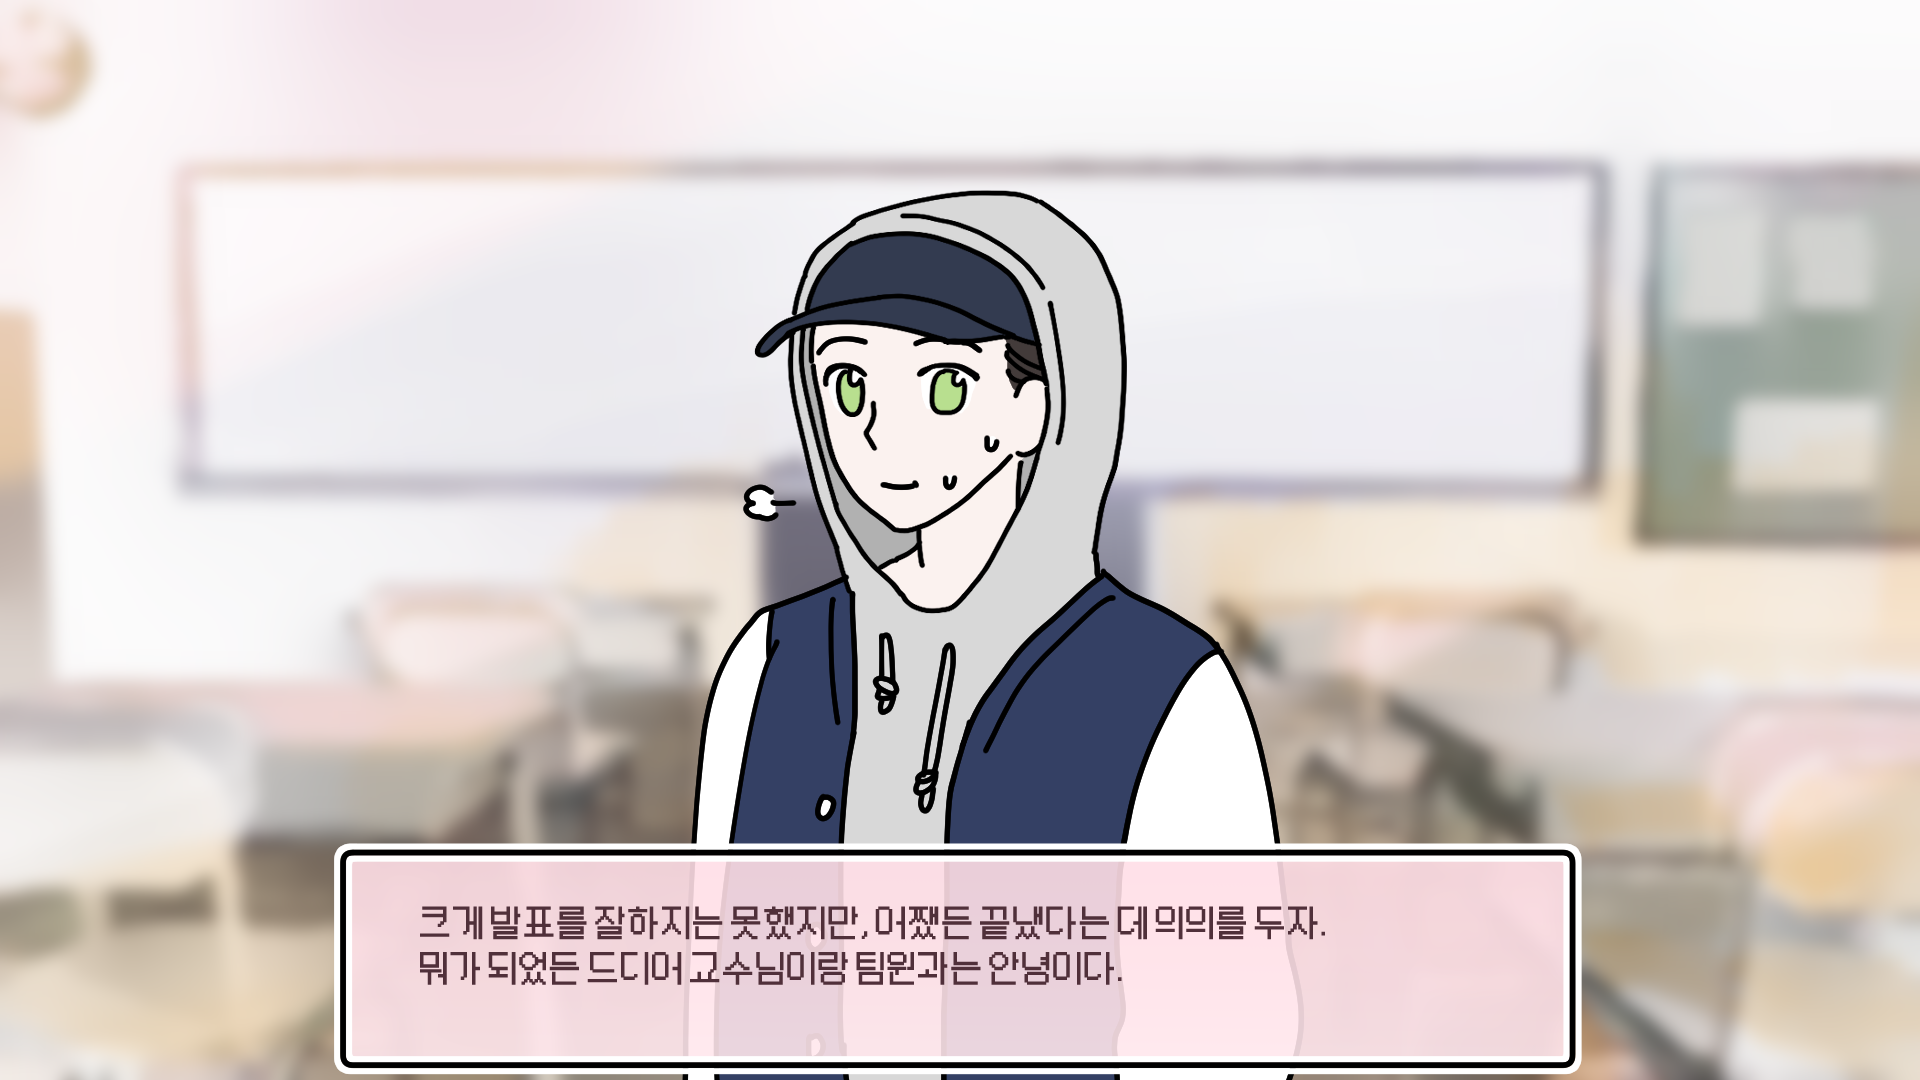 크게 발표를 잘하지는 못했지만, 어쨌든 끝냈다는 데 의의를 두자.
뭐가 되었든 드디어 교수님이랑 팀원과는 안녕이다.